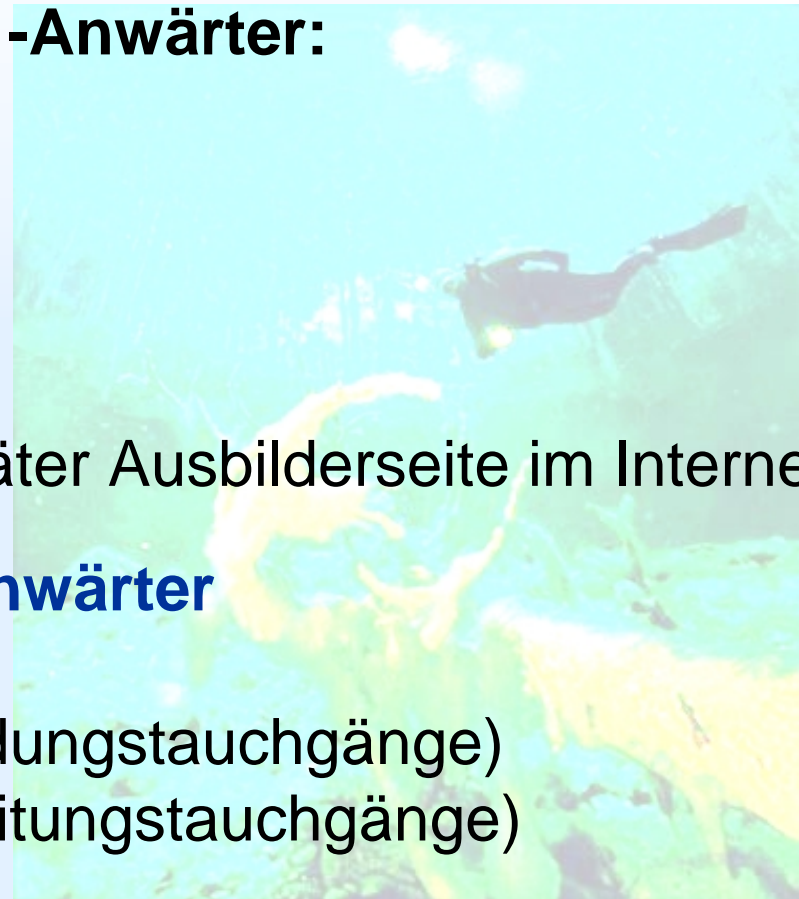 -Anwärter:
äter Ausbilderseite im Interne
nwärter
dungstauchgänge)
itungstauchgänge)